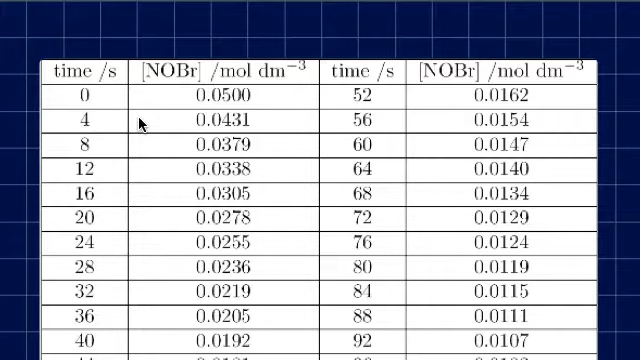 time /s [NOBr] /mol dm⁻³ time /s [NOBr] /mol dm⁻³
0 0.0500 52 0.0162
4 0.0431 56 0.0154
8 0.0379 60 0.0147
12 0.0338 64 0.0140
16 0.0305 68 0.0134
20 0.0278 72 0.0129
24 0.0255 76 0.0124
28 0.0236 80 0.0119
32 0.0219 84 0.0115
36 0.0205 88 0.0111
40 0.0192 92 0.0107